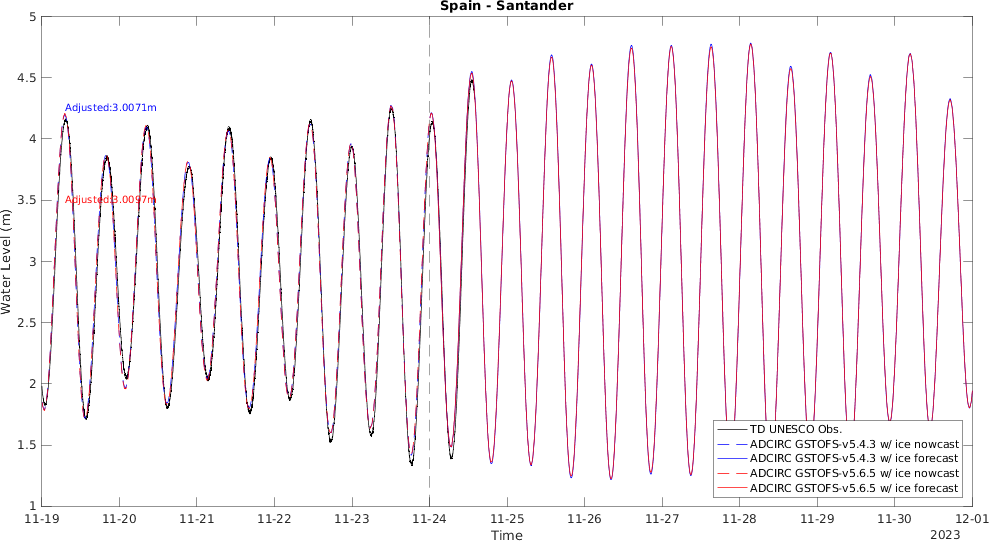 Spain - Santander
5
4.5
4
3.5
3
2.5
2
1.5
1
Water Level (m)
Adjusted:3.0071m
Adjusted:3.0097m
TD UNESCO Obs.
ADCIRC GSTOFS-v5.4.3 w/ ice nowcast
ADCIRC GSTOFS-v5.4.3 w/ ice forecast
ADCIRC GSTOFS-v5.6.5 w/ ice nowcast
ADCIRC GSTOFS-v5.6.5 w/ ice forecast
11-19 11-20 11-21 11-22 11-23 11-24 11-25 11-26 11-27 11-28 11-29 11-30 12-01
Time
2023